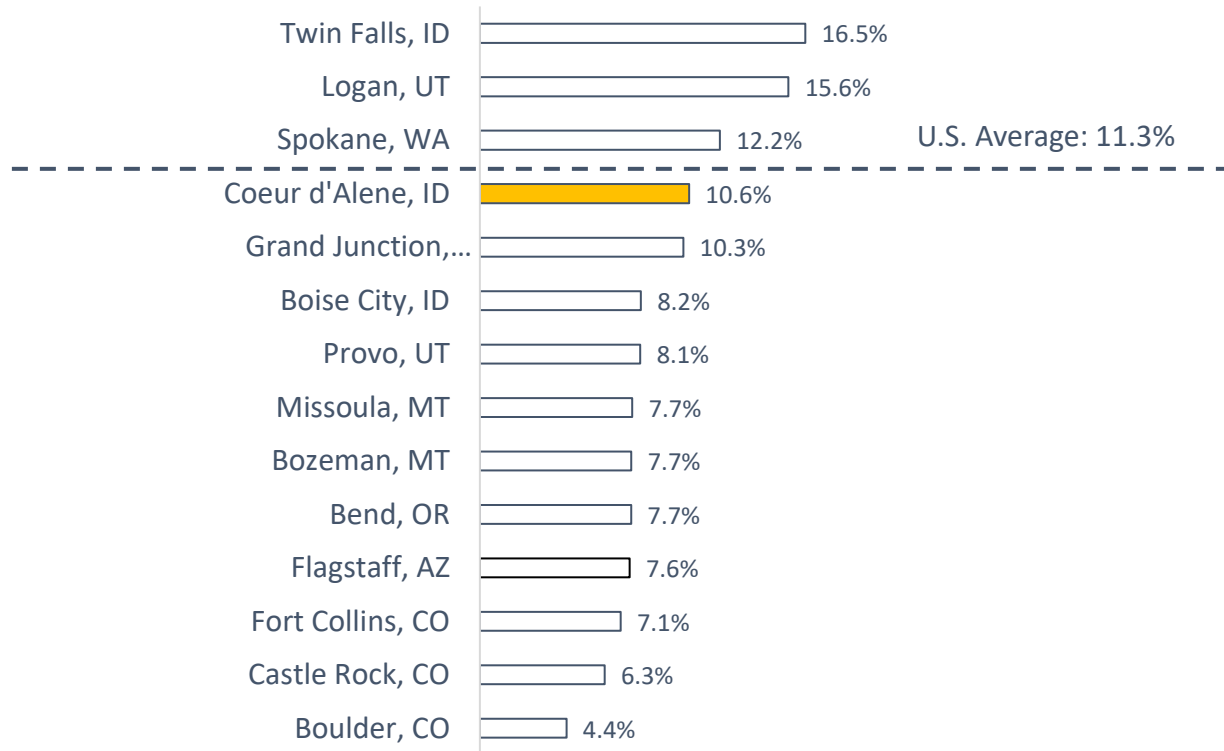 Twin Falls, ID 16.5%
Logan, UT 15.6%
Spokane, WA 12.2% U.S. Average: 11.3%
Coeur d'Alene, ID 10.6%
Grand Junction,... 10.3%
Boise City, ID 8.2%
Provo, UT 8.1%
Missoula, MT 7.7%
Bozeman, MT 7.7%
Bend, OR 7.7%
Flagstaff, AZ 7.6%
Fort Collins, CO 7.1%
Castle Rock, CO 6.3%
Boulder, CO 4.4%